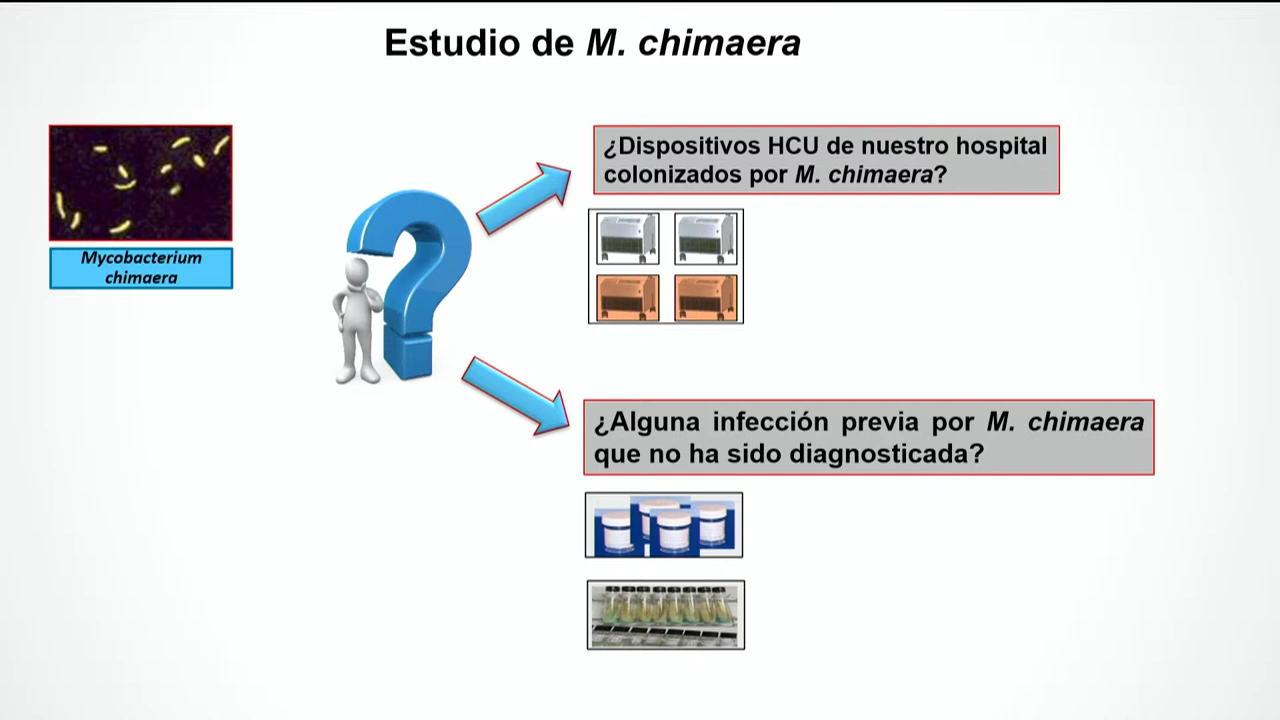 Estudio de M. chimaera
Mycobacterium
chimaera
¿Dispositivos HCU de nuestro hospital
colonizados por M. chimaera?
¿Alguna infección previa por M. chimaera
que no ha sido diagnosticada?